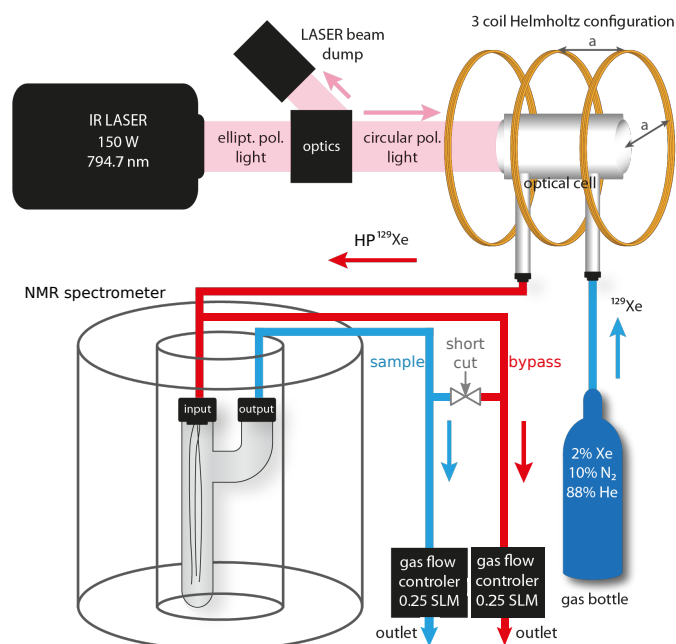 3 coil Helmholtz configuration
a
LASER beam
dump
IR LASER
150 W
794.7 nm
ellipt. pol.
light
optics
circular pol.
light
a
optical cell
HP ¹²⁹Xe
NMR spectrometer
¹²⁹Xe
short
cut
sample
bypass
input
output
2% Xe
10% N₂
88% He
gas flow
controler
0.25 SLM
gas flow
controler
0.25 SLM
gas bottle
outlet
outlet